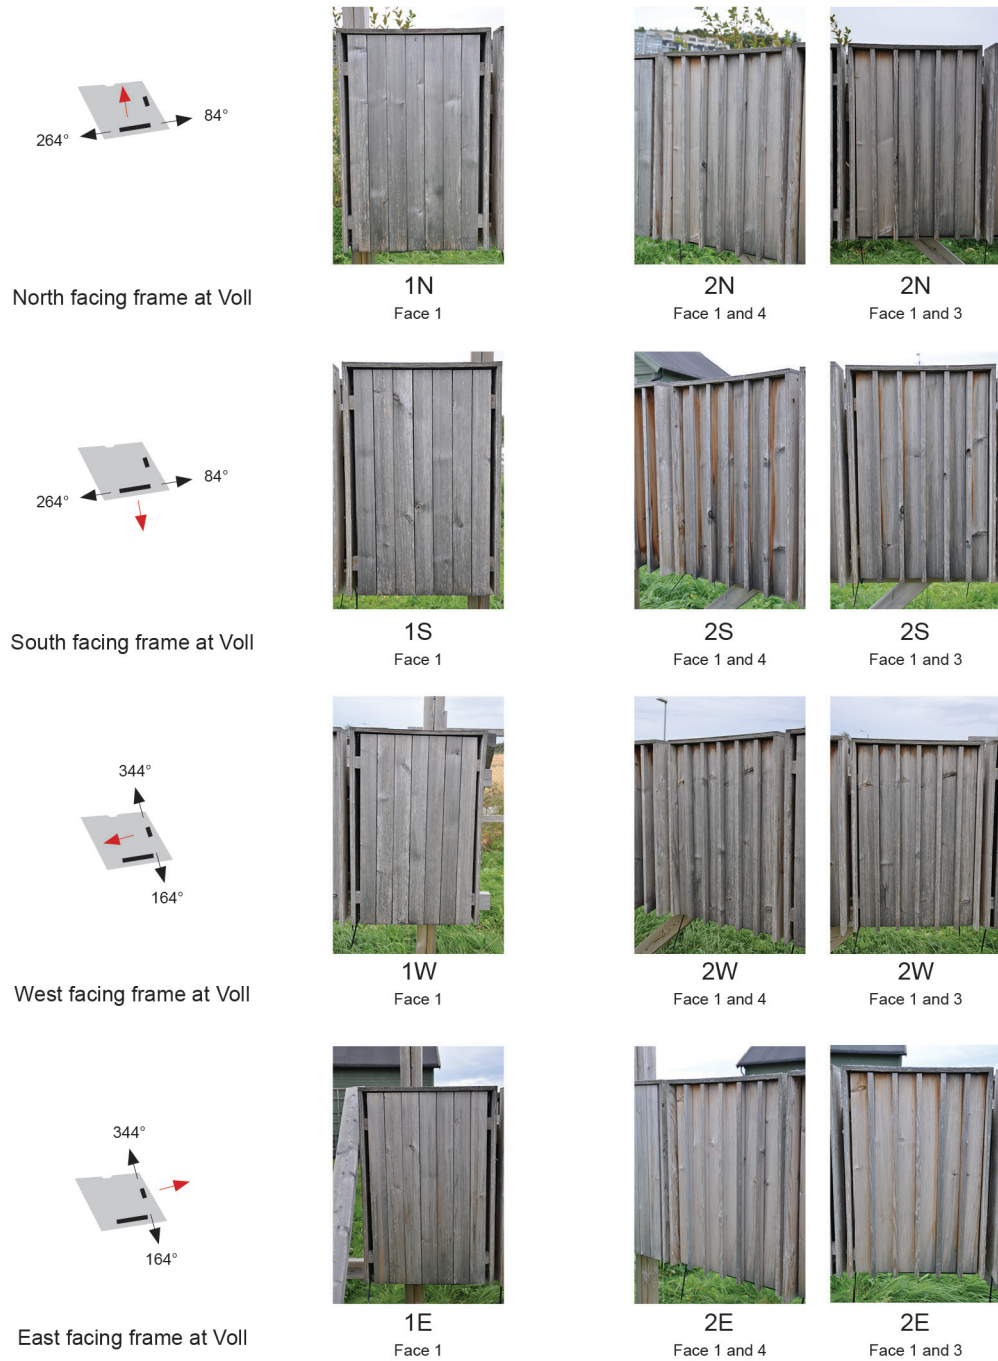 264°
84°
North facing frame at Voll
1N
Face 1
2N
Face 1 and 4
2N
Face 1 and 3
264°
84°
South facing frame at Voll
1S
Face 1
2S
Face 1 and 4
2S
Face 1 and 3
344°
164°
West facing frame at Voll
1W
Face 1
2W
Face 1 and 4
2W
Face 1 and 3
344°
164°
East facing frame at Voll
1E
Face 1
2E
Face 1 and 4
2E
Face 1 and 3